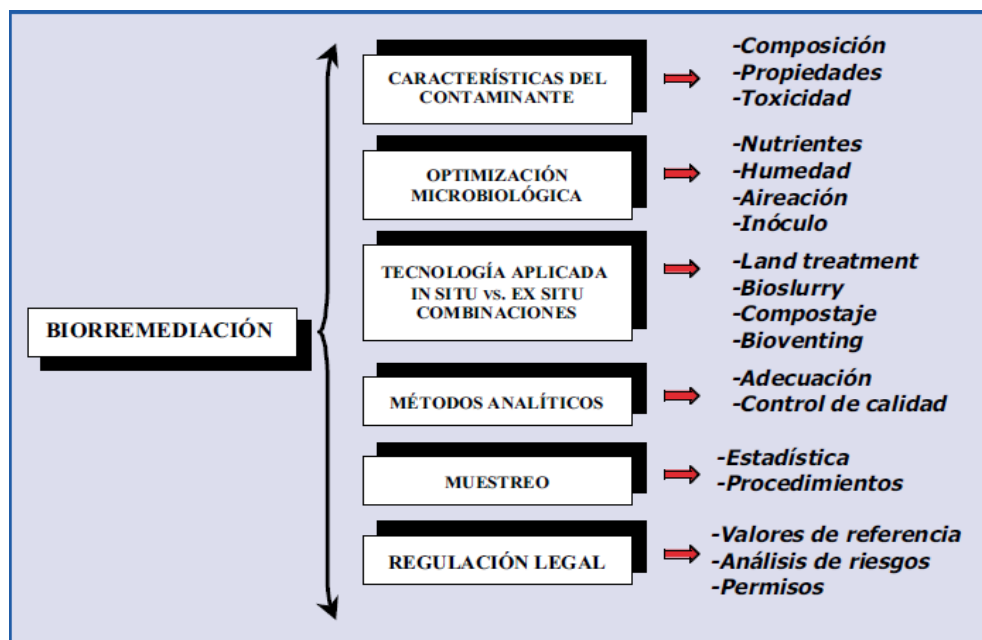 BIORREMEDIACIÓN
CARACTERÍSTICAS DEL
CONTAMINANTE
-Composición
-Propiedades
-Toxicidad
OPTIMIZACIÓN
MICROBIOLÓGICA
-Nutrientes
-Humedad
-Aireación
-Inóculo
TECNOLOGÍA APLICADA
IN SITU VS. EX SITU
COMBINACIONES
-Land treatment
-Bioslurry
-Compostaje
-Bioventing
MÉTODOS ANALÍTICOS
-Adecuación
-Control de calidad
MUESTREO
-Estadística
-Procedimientos
REGULACIÓN LEGAL
-Valores de referencia
-Análisis de riesgos
-Permisos